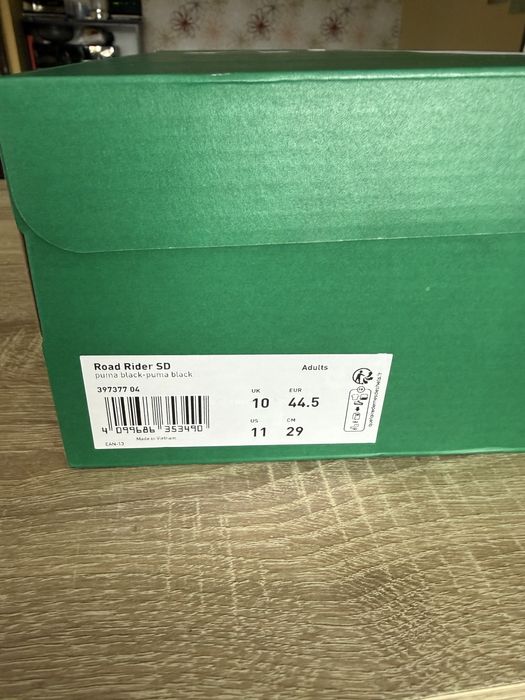 Road Rider SD
Adults
puma black-puma black
397377 04
UK
EUR
10
44.5
US
CM
11
29
4 099686 353490
Made in Vietnam
EAN-13